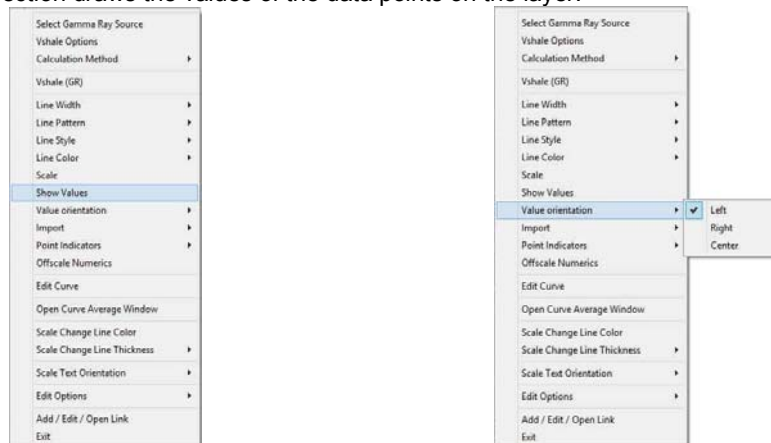 ection draws the values of the data points on the layer.
Select Gamma Ray Source
Vshale Options
Calculation Method
Vshale (GR)
Line Width
Line Pattern
Line Style
Line Color
Scale
Show Values
Value orientation
Import
Point Indicators
Offscale Numerics
Edit Curve
Open Curve Average Window
Scale Change Line Color
Scale Change Line Thickness
Scale Text Orientation
Edit Options
Add / Edit / Open Link
Exit
Select Gamma Ray Source
Vshale Options
Calculation Method
Vshale (GR)
Line Width
Line Pattern
Line Style
Line Color
Scale
Show Values
Value orientation
Import
Point Indicators
Offscale Numerics
Edit Curve
Open Curve Average Window
Scale Change Line Color
Scale Change Line Thickness
Scale Text Orientation
Edit Options
Add / Edit / Open Link
Exit
Left
Right
Center